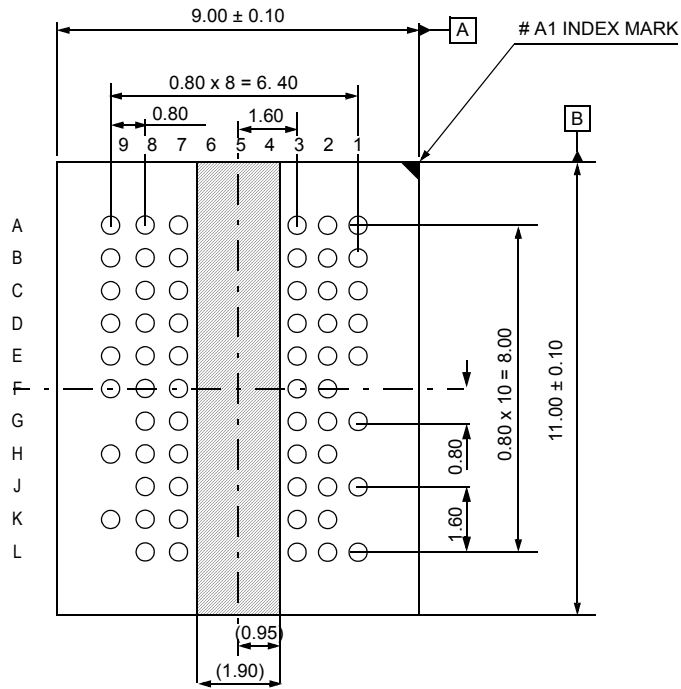 9.00 ± 0.10
A
# A1 INDEX MARK
0.80 x 8 = 6. 40
0.80
1.60
B
9 8 7 6 5 4 3 2 1
A
B
C
D
E
F
G
H
J
K
L
0.80
1.60
0.80 x 10 = 8.00
11.00 ± 0.10
(0.95)
(1.90)